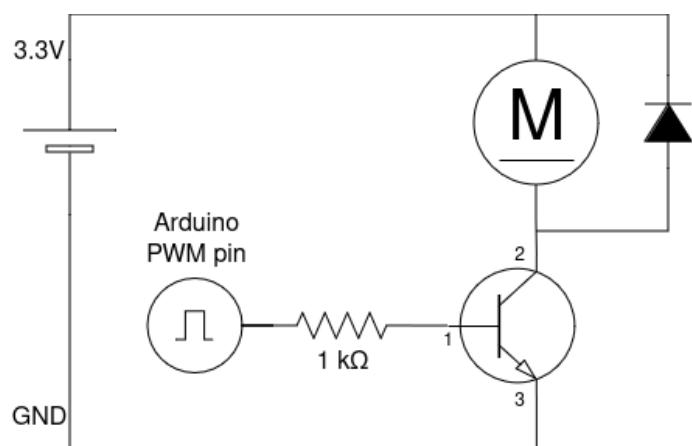 3.3V
M
Arduino
PWM pin
2
1
1 kΩ
3
GND